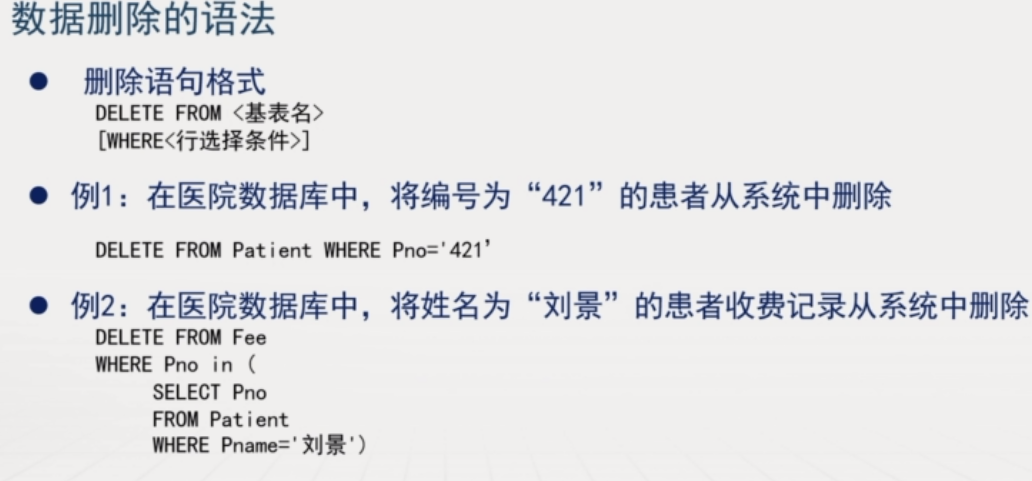 数据删除的语法
● 删除语句格式
DELETE FROM <基表名>
[WHERE<行选择条件>]
● 例1：在医院数据库中，将编号为“421”的患者从系统中删除
DELETE FROM Patient WHERE Pno='421’
● 例2：在医院数据库中，将姓名为“刘景”的患者收费记录从系统中删除
DELETE FROM Fee
WHERE Pno in (
SELECT Pno
FROM Patient
WHERE Pname='刘景')